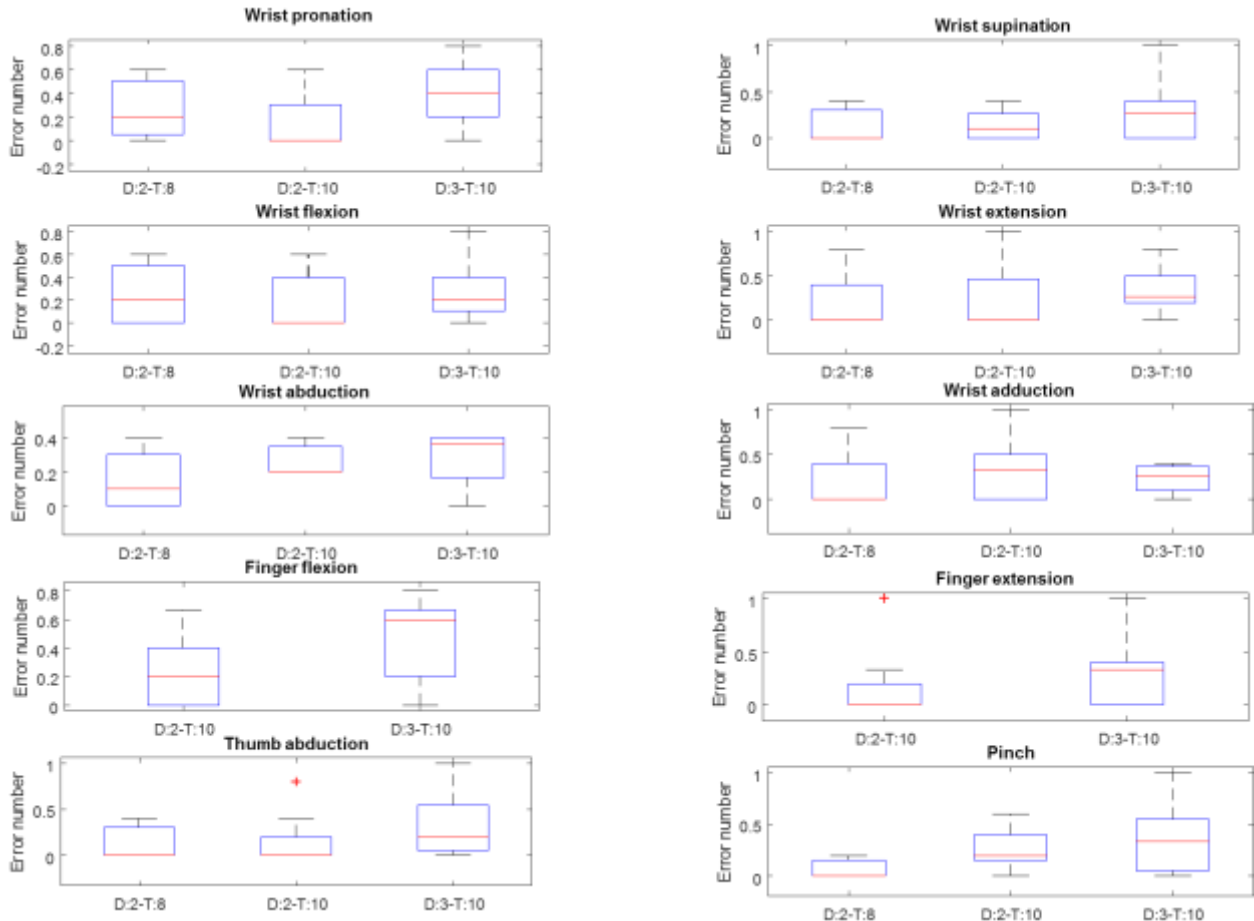 Wrist pronation
Error number
0.8
0.6
0.4
0.2
0
-0.2
D:2-T:8 D:2-T:10 D:3-T:10
Wrist supination
Error number
1
0.5
0
D:2-T:8 D:2-T:10 D:3-T:10
Wrist flexion
Error number
0.8
0.6
0.4
0.2
0
-0.2
D:2-T:8 D:2-T:10 D:3-T:10
Wrist extension
Error number
1
0.5
0
D:2-T:8 D:2-T:10 D:3-T:10
Wrist abduction
Error number
0.4
0.2
0
D:2-T:8 D:2-T:10 D:3-T:10
Wrist adduction
Error number
1
0.5
0
D:2-T:8 D:2-T:10 D:3-T:10
Finger flexion
Error number
0.8
0.6
0.4
0.2
0
D:2-T:10 D:3-T:10
Finger extension
Error number
1
0.5
0
D:2-T:10 D:3-T:10
Thumb abduction
Error number
1
0.5
0
D:2-T:8 D:2-T:10 D:3-T:10
Pinch
Error number
1
0.5
0
D:2-T:8 D:2-T:10 D:3-T:10